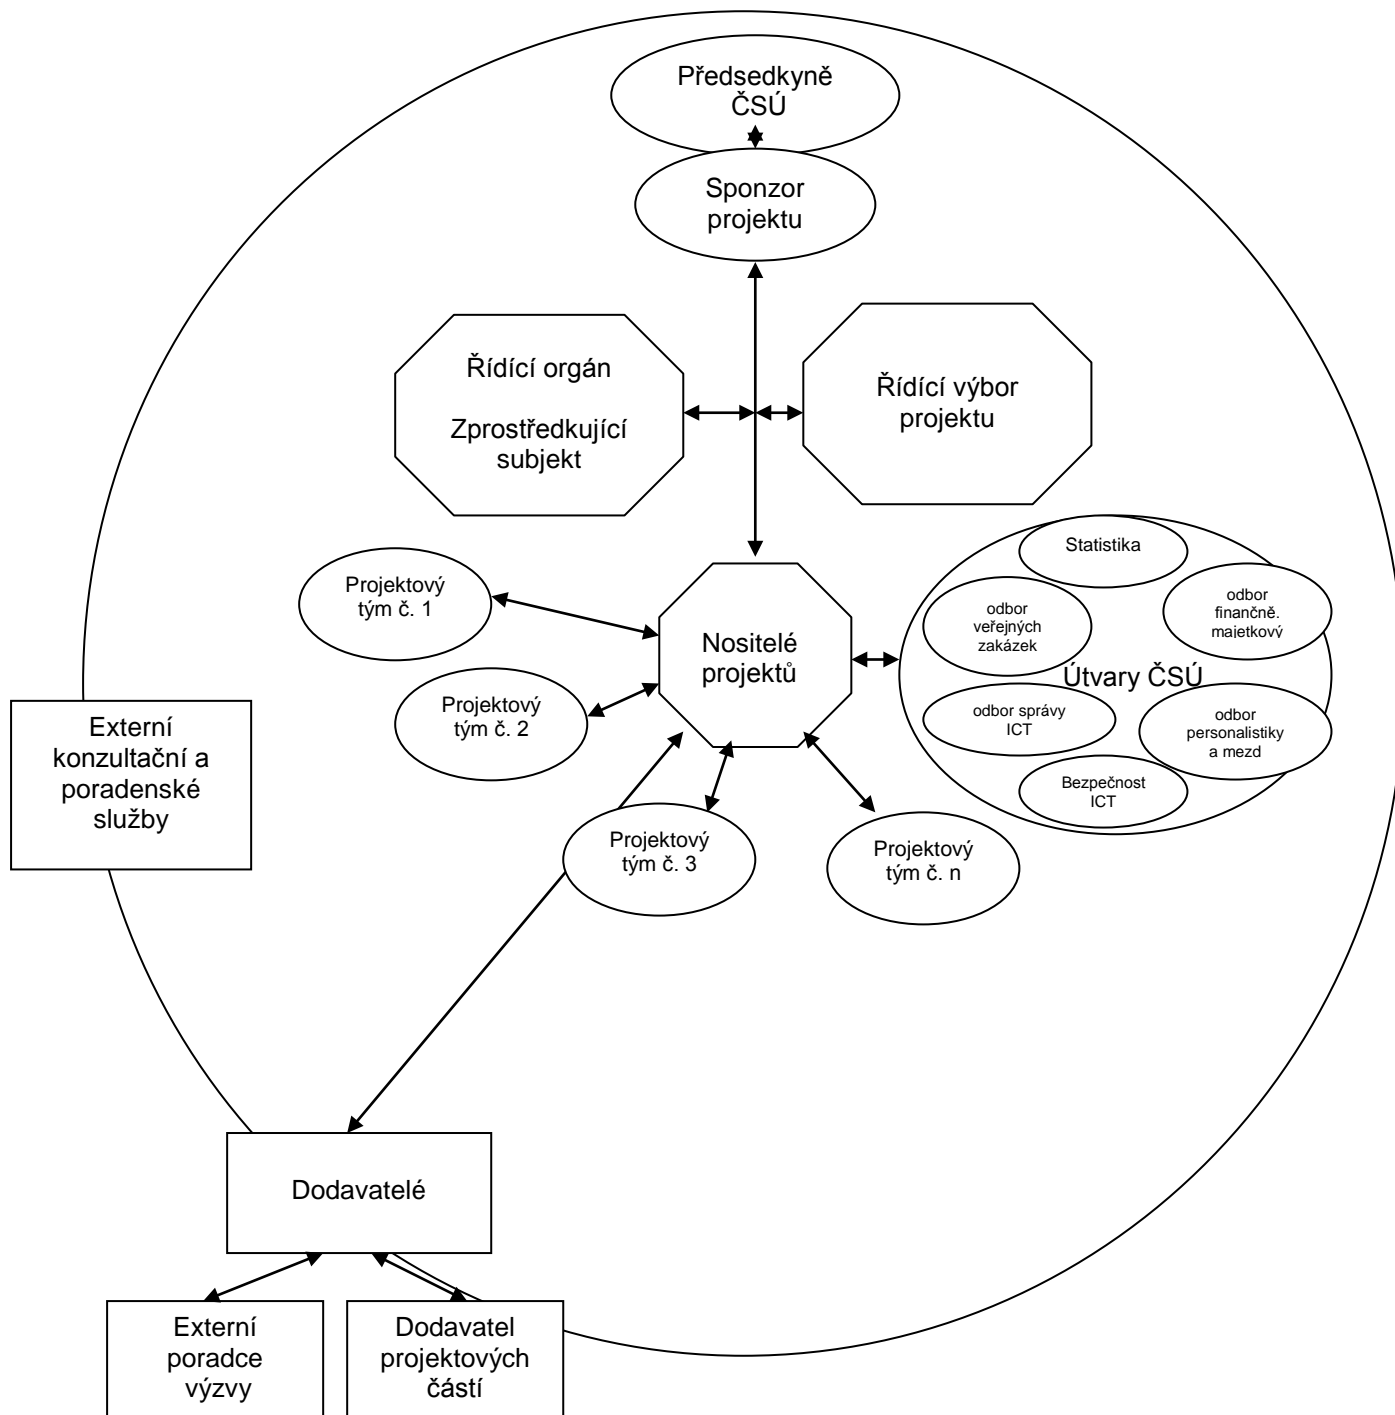 Předsedkyně
ČSÚ
Sponzor
projektu
Řídící orgán
Zprostředkující
subjekt
Řídící výbor
projektu
Statistika
odbor
veřejných
zakázek
odbor
finančně.
majetkový
Útvary ČSÚ
odbor správy
ICT
odbor
personalistiky
a mezd
Bezpečnost
ICT
Projektový
tým č. 1
Nositelé
projektů
Projektový
tým č. 2
Projektový
tým č. 3
Projektový
tým č. n
Externí
konzultační a
poradenské
služby
Dodavatelé
Externí
poradce
výzvy
Dodavatel
projektových
částí